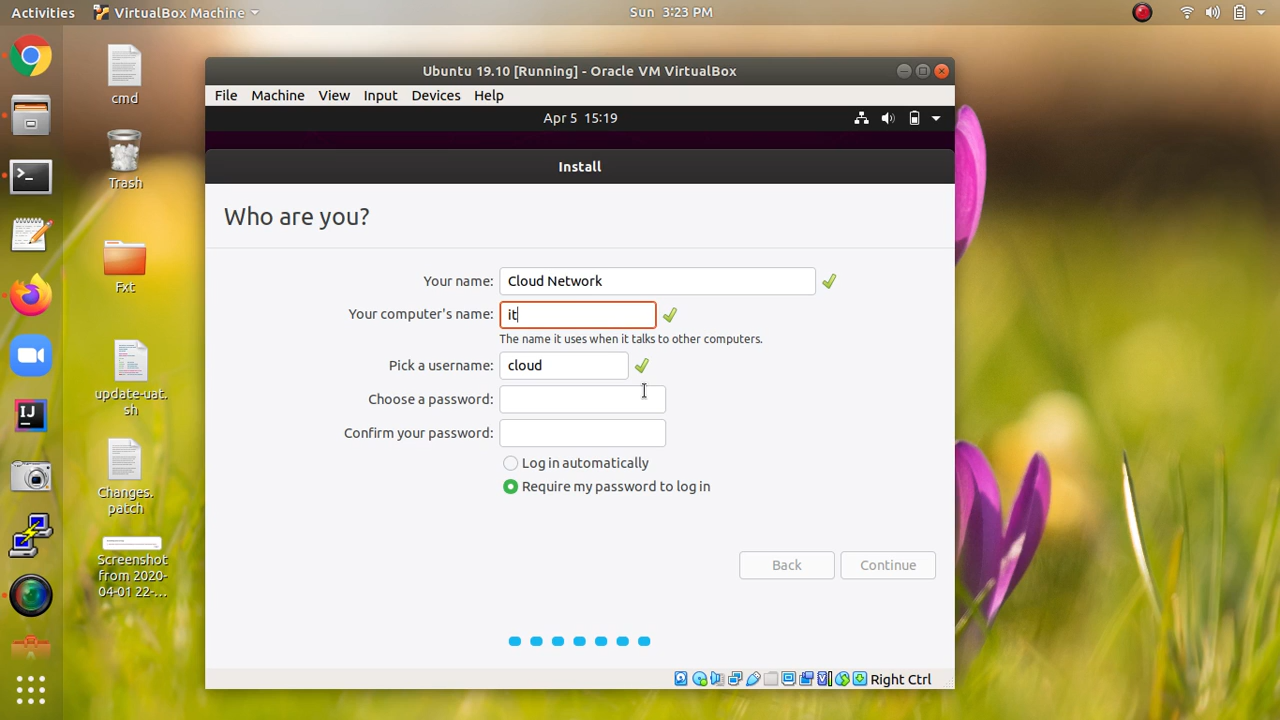 Activities
VirtualBox Machine
Sun 3:23 PM
cmd
Trash
Fxt
update-uat.
sh
Changes.
patch
Screenshot
from 2020-
04-01 22-...
IJ
Ubuntu 19.10 [Running] - Oracle VM VirtualBox
File Machine View Input Devices Help
Apr 5 15:19
Install
Who are you?
Your name: Cloud Network
Your computer's name: it
The name it uses when it talks to other computers.
Pick a username: cloud
Choose a password:
Confirm your password:
Log in automatically
Require my password to log in
Back Continue
Right Ctrl